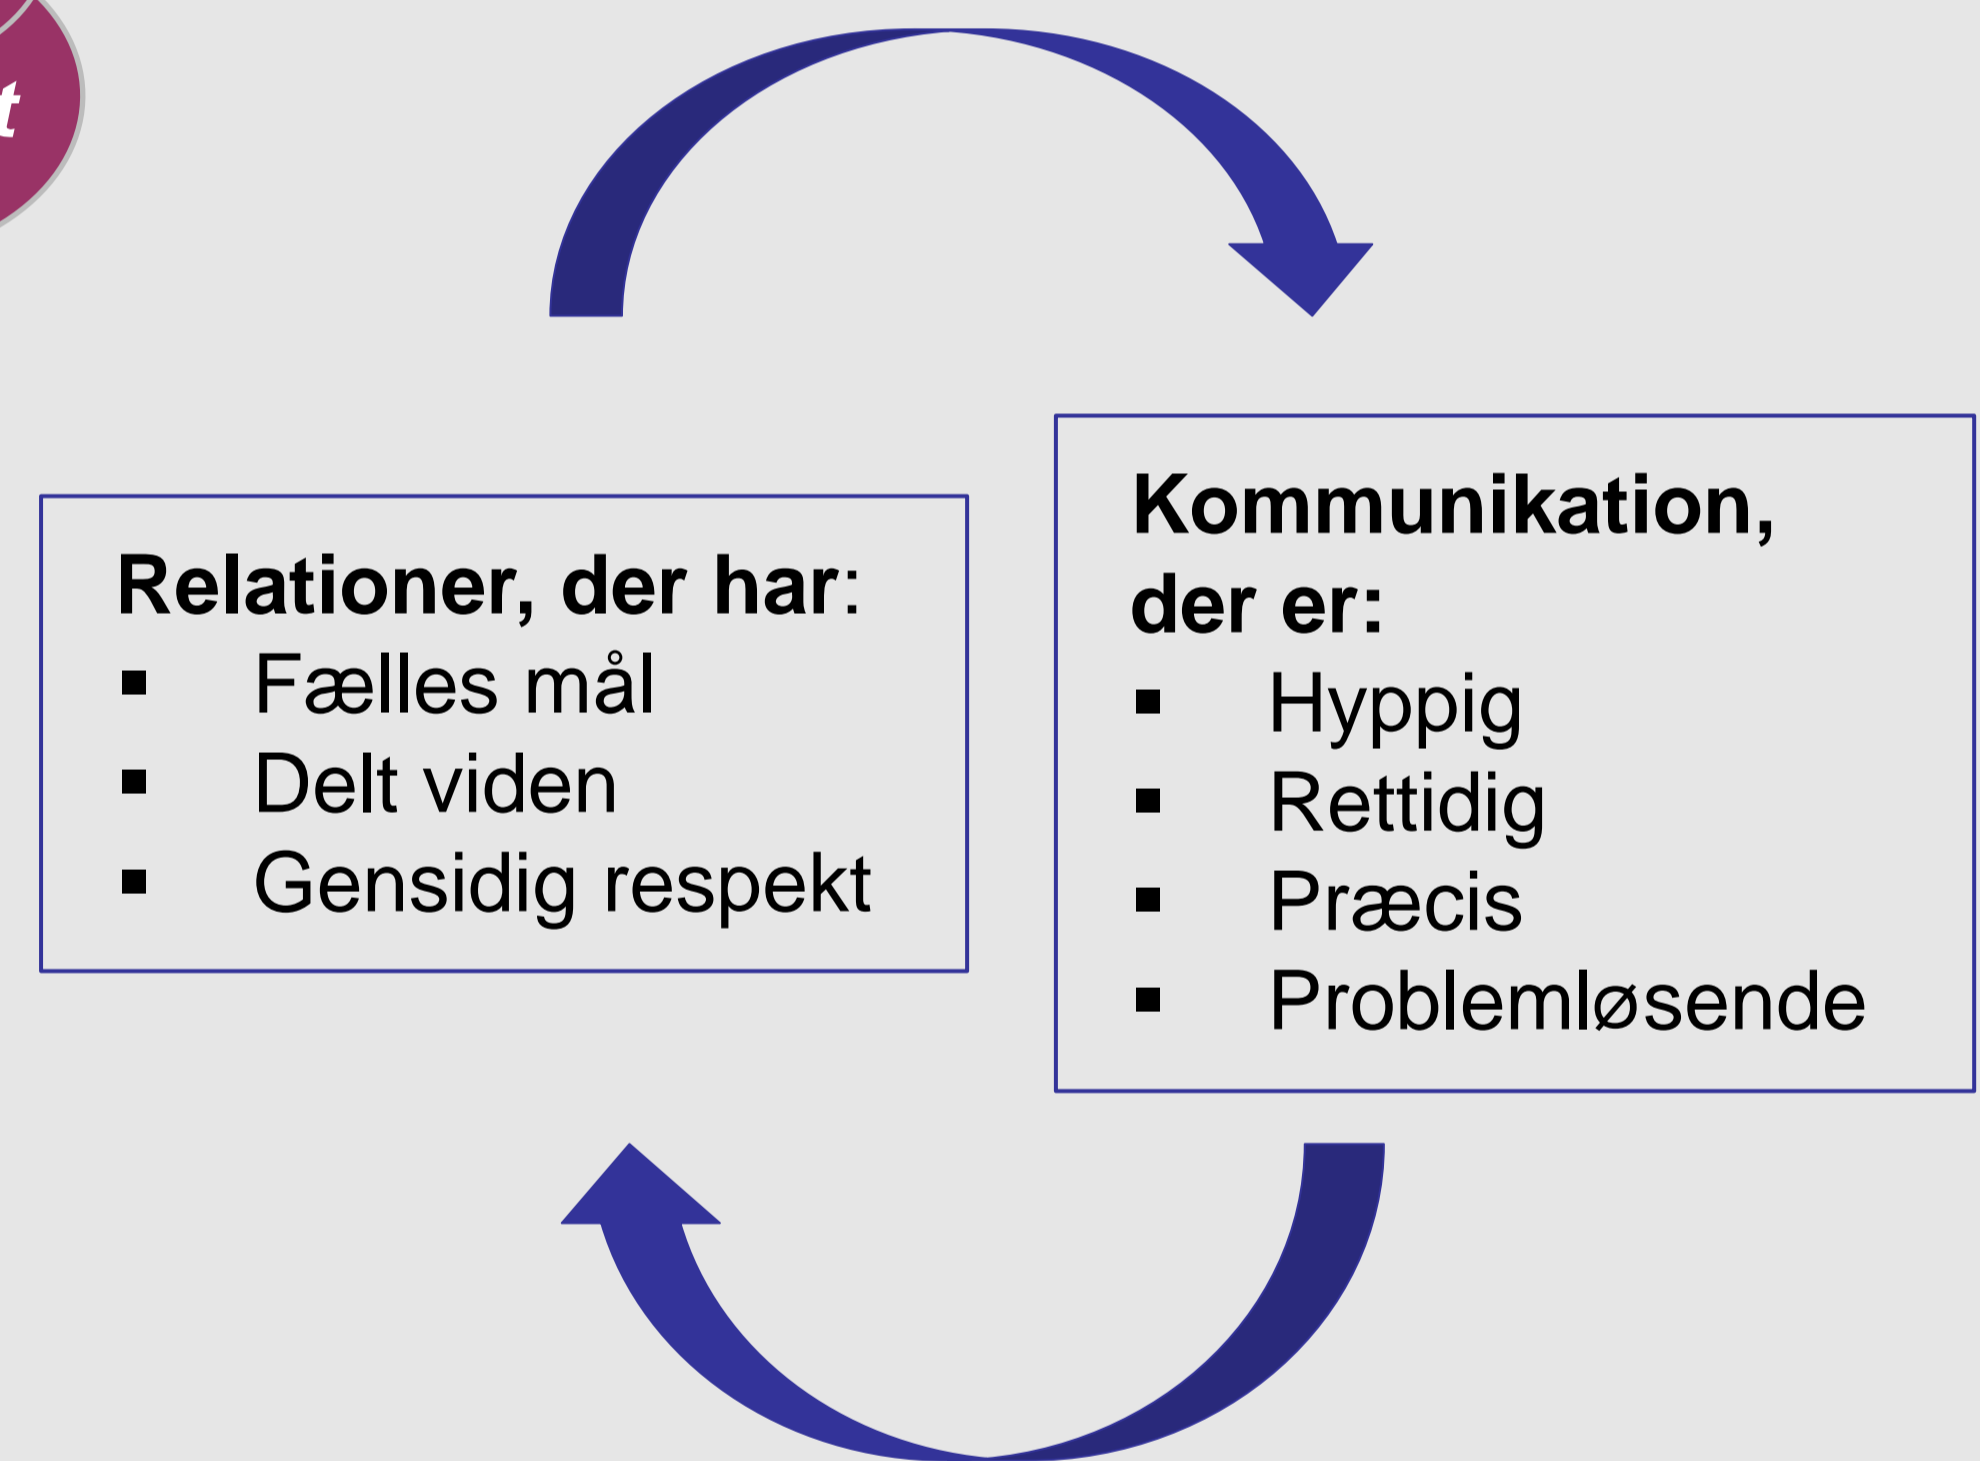 Relationer, der har:
▪ Fælles mål
▪ Delt viden
▪ Gensidig respekt
Kommunikation,
der er:
▪ Hyppig
▪ Rettidig
▪ Præcis
▪ Problemløsende